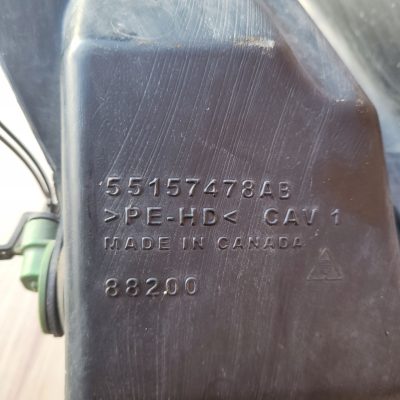 55157478AB
>PE-HD< CAV 1
MADE IN CANADA
88200